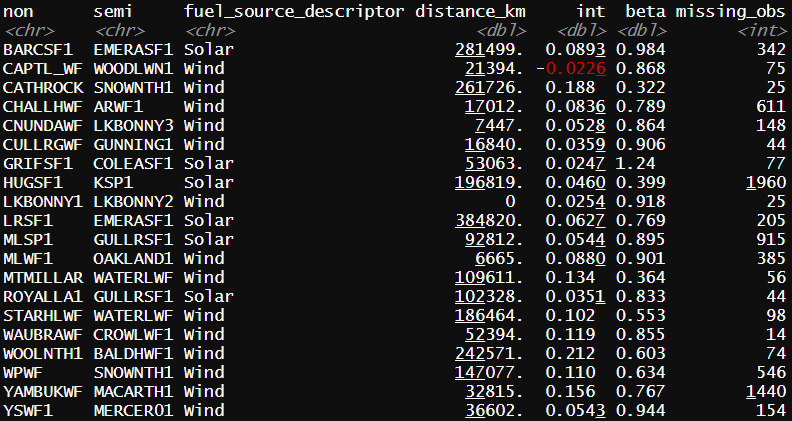 non semi fuel_source_descriptor distance_km int beta missing_obs
<chr> <chr> <chr> <dbl> <dbl> <dbl> <int>
BARCSF1 EMERASF1 Solar 281499. 0.0893 0.984 342
CAPTL_WF WOODLWN1 Wind 21394. -0.0226 0.868 75
CATHROCK SNOWNTH1 Wind 261726. 0.188 0.322 25
CHALLHWF ARWF1 Wind 17012. 0.0836 0.789 611
CNUNDAWF LKBONNY3 Wind 7447. 0.0528 0.864 148
CULLRGWF GUNNING1 Wind 16840. 0.0359 0.906 44
GRIFSF1 COLEASF1 Solar 53063. 0.0247 1.24 77
HUGSF1 KSP1 Solar 196819. 0.0460 0.399 1960
LKBONNY1 LKBONNY2 Wind 0 0.0254 0.918 25
LRSF1 EMERASF1 Solar 384820. 0.0627 0.769 205
MLSP1 GULLRSF1 Solar 92812. 0.0544 0.895 915
MLWF1 OAKLAND1 Wind 6665. 0.0880 0.901 385
MTMILLAR WATERLWF Wind 109611. 0.134 0.364 56
ROYALLA1 GULLRSF1 Solar 102328. 0.0351 0.833 44
STARHLWF WATERLWF Wind 186464. 0.102 0.553 98
WAUBRAWF CROWLWF1 Wind 52394. 0.119 0.855 14
WOOLNTH1 BALDHWF1 Wind 242571. 0.212 0.603 74
WPWF SNOWNTH1 Wind 147077. 0.110 0.634 546
YAMBUKWF MACARTH1 Wind 32815. 0.156 0.767 1440
YSWF1 MERCER01 Wind 36602. 0.0543 0.944 154